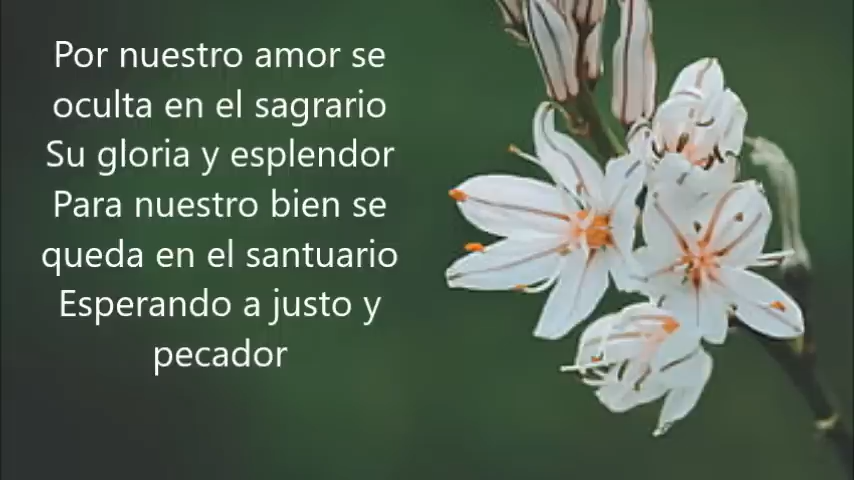 Por nuestro amor se
oculta en el sagrario
Su gloria y esplendor
Para nuestro bien se
queda en el santuario
Esperando a justo y
pecador